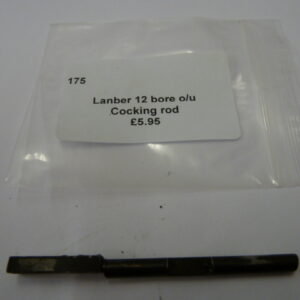 175
Lanber 12 bore o/u
Cocking rod
£5.95